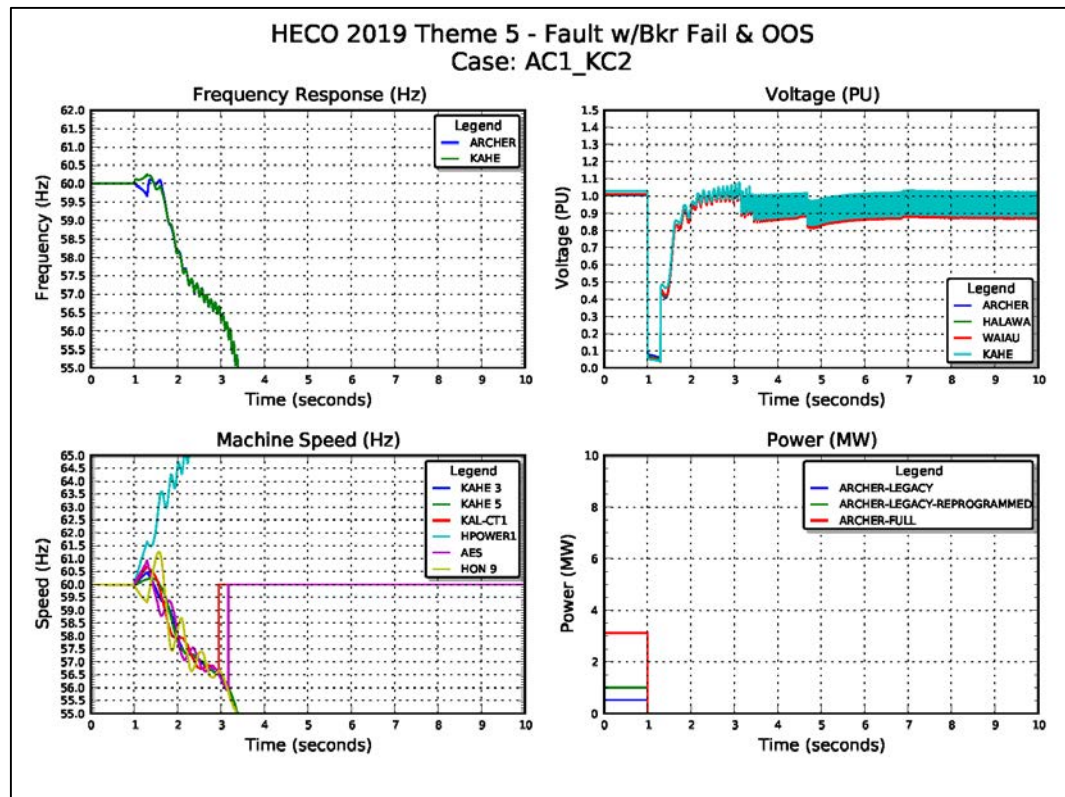 HECO 2019 Theme 5 - Fault w/Bkr Fail & OOS
Case: AC1_KC2
Frequency Response (Hz)
Frequency (Hz)
62.0
61.5
61.0
60.5
60.0
59.5
59.0
58.5
58.0
57.5
57.0
56.5
56.0
55.5
55.0
0 1 2 3 4 5 6 7 8 9 10
Time (seconds)
Legend
ARCHER
KAHE
Voltage (PU)
Voltage (PU)
1.5
1.4
1.3
1.2
1.1
1.0
0.9
0.8
0.7
0.6
0.5
0.4
0.3
0.2
0.1
0.0
0 1 2 3 4 5 6 7 8 9 10
Time (seconds)
Legend
ARCHER
HALAWA
WAIAU
KAHE
Machine Speed (Hz)
Speed (Hz)
65.0
64.5
64.0
63.5
63.0
62.5
62.0
61.5
61.0
60.5
60.0
59.5
59.0
58.5
58.0
57.5
57.0
56.5
56.0
55.5
55.0
0 1 2 3 4 5 6 7 8 9 10
Time (seconds)
Legend
KAHE 3
KAHE 5
KAL-CT1
HPOWER1
AES
HON 9
Power (MW)
Power (MW)
10
8
6
4
2
0
0 1 2 3 4 5 6 7 8 9 10
Time (seconds)
Legend
ARCHER-LEGACY
ARCHER-LEGACY-REPROGRAMMED
ARCHER-FULL